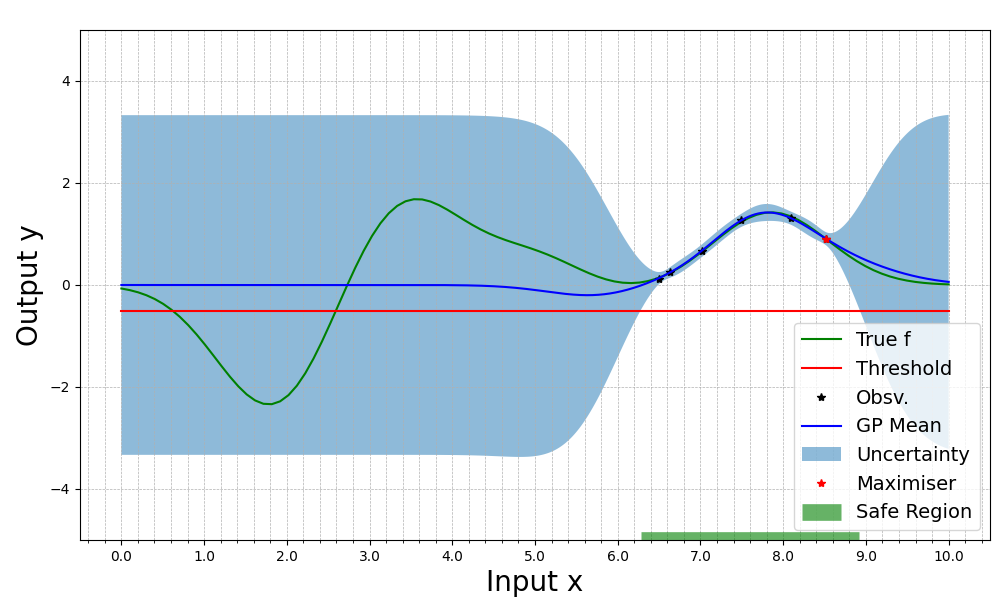 4
2
0
−2
−4
Output y
0.0 1.0 2.0 3.0 4.0 5.0 6.0 7.0 8.0 9.0 10.0
Input x
True f
Threshold
Obsv.
GP Mean
Uncertainty
Maximiser
Safe Region